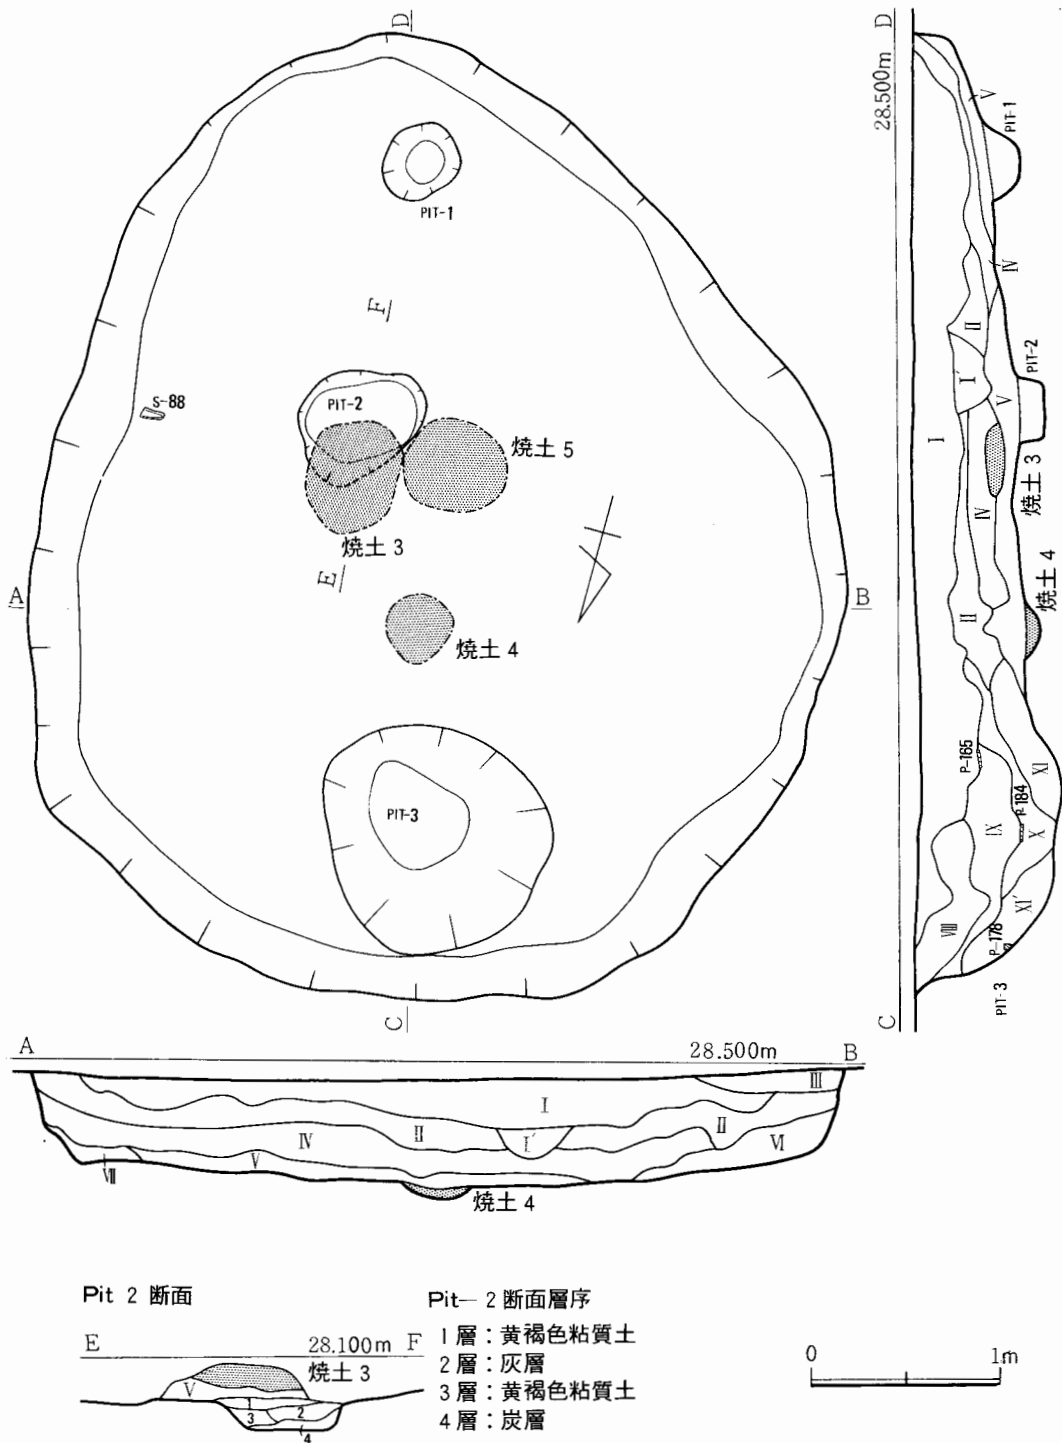 D
PIT-1
F
PIT-2
S-88
焼土 5
焼土 3
E
A
B
焼土 4
PIT-3
C
D
28.500m
V
PIT-1
Ⅳ
Ⅱ
PIT-2
Ⅰ′
V
Ⅰ
焼土 3
Ⅳ
焼土 4
Ⅱ
P-165
Ⅺ
P-184
Ⅸ
Ⅹ
Ⅺ′
Ⅷ
P-178
PIT-3
C
A
28.500m
B
Ⅲ
Ⅰ
Ⅱ
Ⅰ′
Ⅱ
Ⅳ
Ⅵ
V
Ⅷ
焼土 4
Pit 2 断面
E
28.100m
F
焼土 3
V
1
2
3
4
Pit—2断面層序
1層：黄褐色粘質土
2層：灰層
3層：黄褐色粘質土
4層：炭層
0
1m